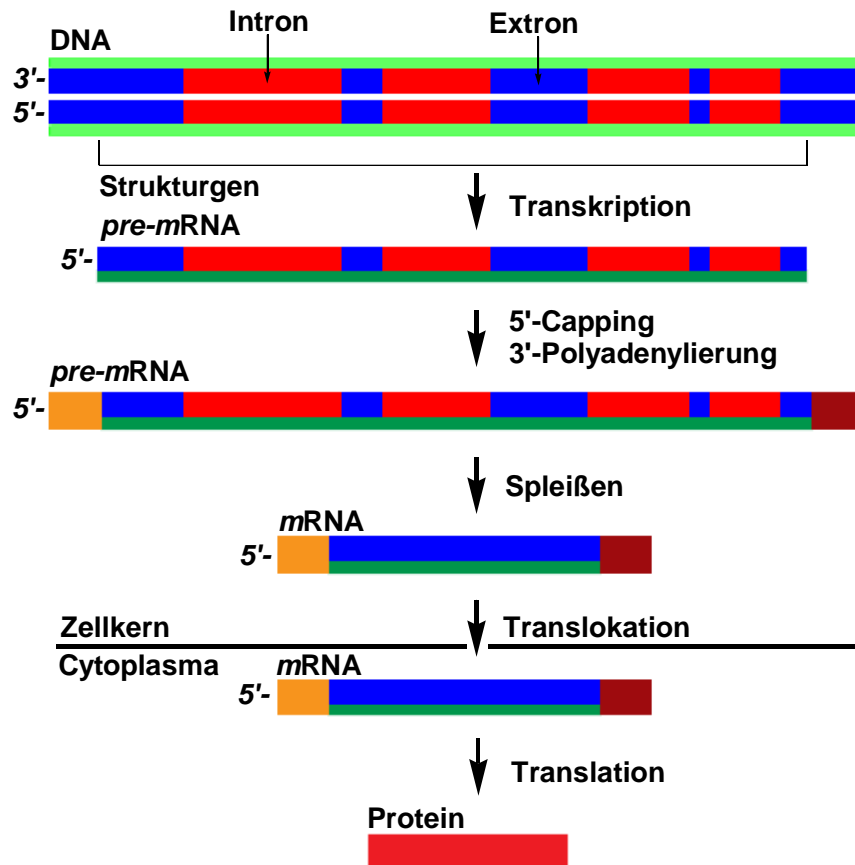 Intron Extron
DNA
3'-
5'-
Strukturgen
Transkription
pre-mRNA
5'-
5'-Capping
3'-Polyadenylierung
pre-mRNA
5'-
Spleißen
mRNA
5'-
Zellkern Translokation
Cytoplasma mRNA
5'-
Translation
Protein